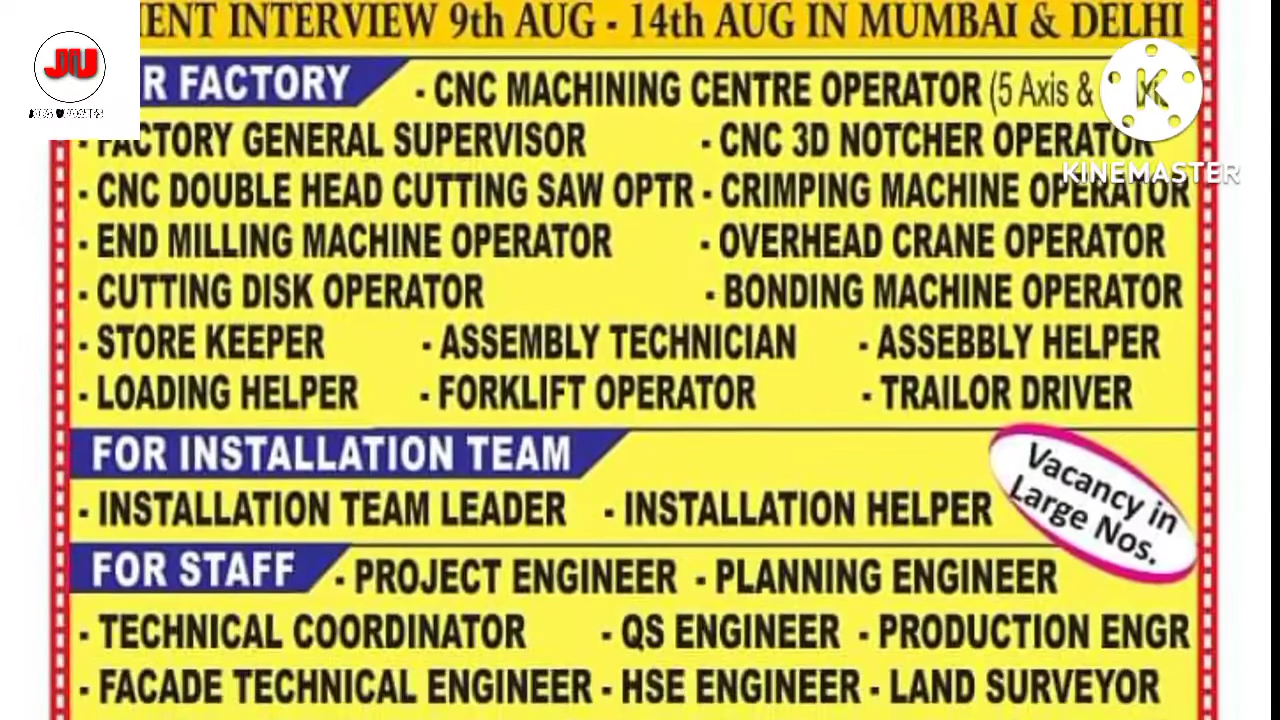 ENT INTERVIEW 9th AUG - 14th AUG IN MUMBAI & DELHI
JU
R FACTORY - CNC MACHINING CENTRE OPERATOR (5 Axis &
- FACTORY GENERAL SUPERVISOR - CNC 3D NOTCHER OPERATOR
KINEMASTER
- CNC DOUBLE HEAD CUTTING SAW OPTR - CRIMPING MACHINE OPERATOR
- END MILLING MACHINE OPERATOR - OVERHEAD CRANE OPERATOR
- CUTTING DISK OPERATOR - BONDING MACHINE OPERATOR
- STORE KEEPER - ASSEMBLY TECHNICIAN - ASSEBBLY HELPER
- LOADING HELPER - FORKLIFT OPERATOR - TRAILOR DRIVER
FOR INSTALLATION TEAM
Vacancy in
Large Nos.
- INSTALLATION TEAM LEADER - INSTALLATION HELPER
FOR STAFF - PROJECT ENGINEER - PLANNING ENGINEER
- TECHNICAL COORDINATOR - QS ENGINEER - PRODUCTION ENGR
- FACADE TECHNICAL ENGINEER - HSE ENGINEER - LAND SURVEYOR